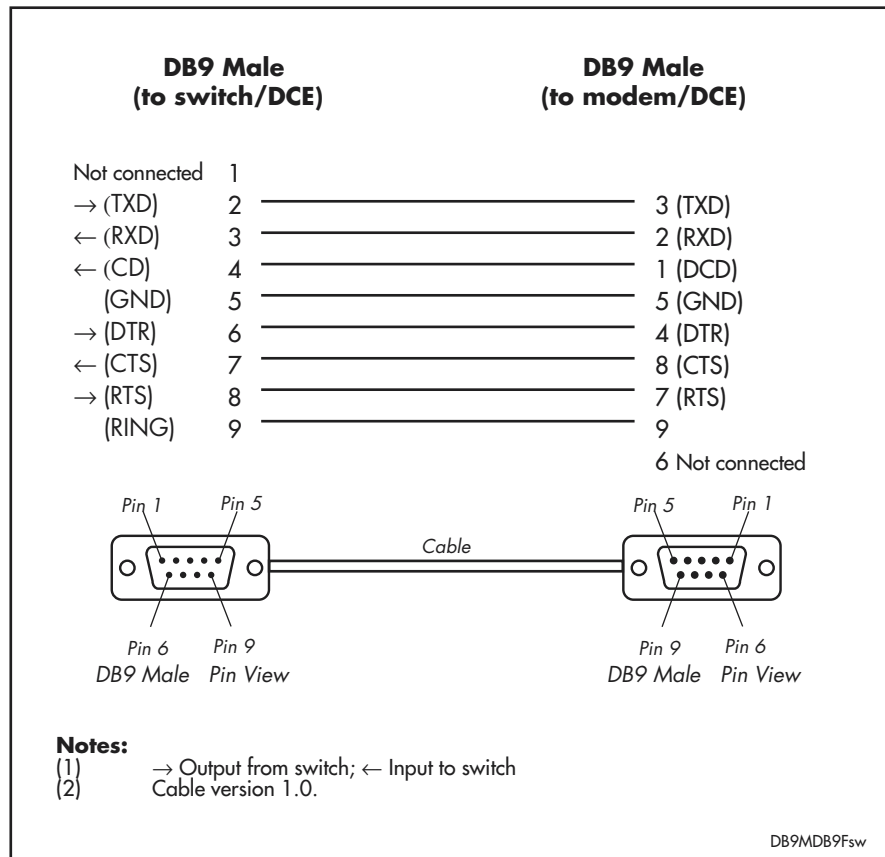 DB9 Male
(to switch/DCE)
DB9 Male
(to modem/DCE)
Not connected 1
→ (TXD) 2 3 (TXD)
← (RXD) 3 2 (RXD)
← (CD) 4 1 (DCD)
(GND) 5 5 (GND)
→ (DTR) 6 4 (DTR)
← (CTS) 7 8 (CTS)
→ (RTS) 8 7 (RTS)
(RING) 9 9
6 Not connected
Pin 1 Pin 5 Pin 5 Pin 1
Cable
Pin 6 Pin 9 Pin 9 Pin 6
DB9 Male Pin View DB9 Male Pin View
Notes:
(1) → Output from switch; ← Input to switch
(2) Cable version 1.0.
DB9MDB9Fsw